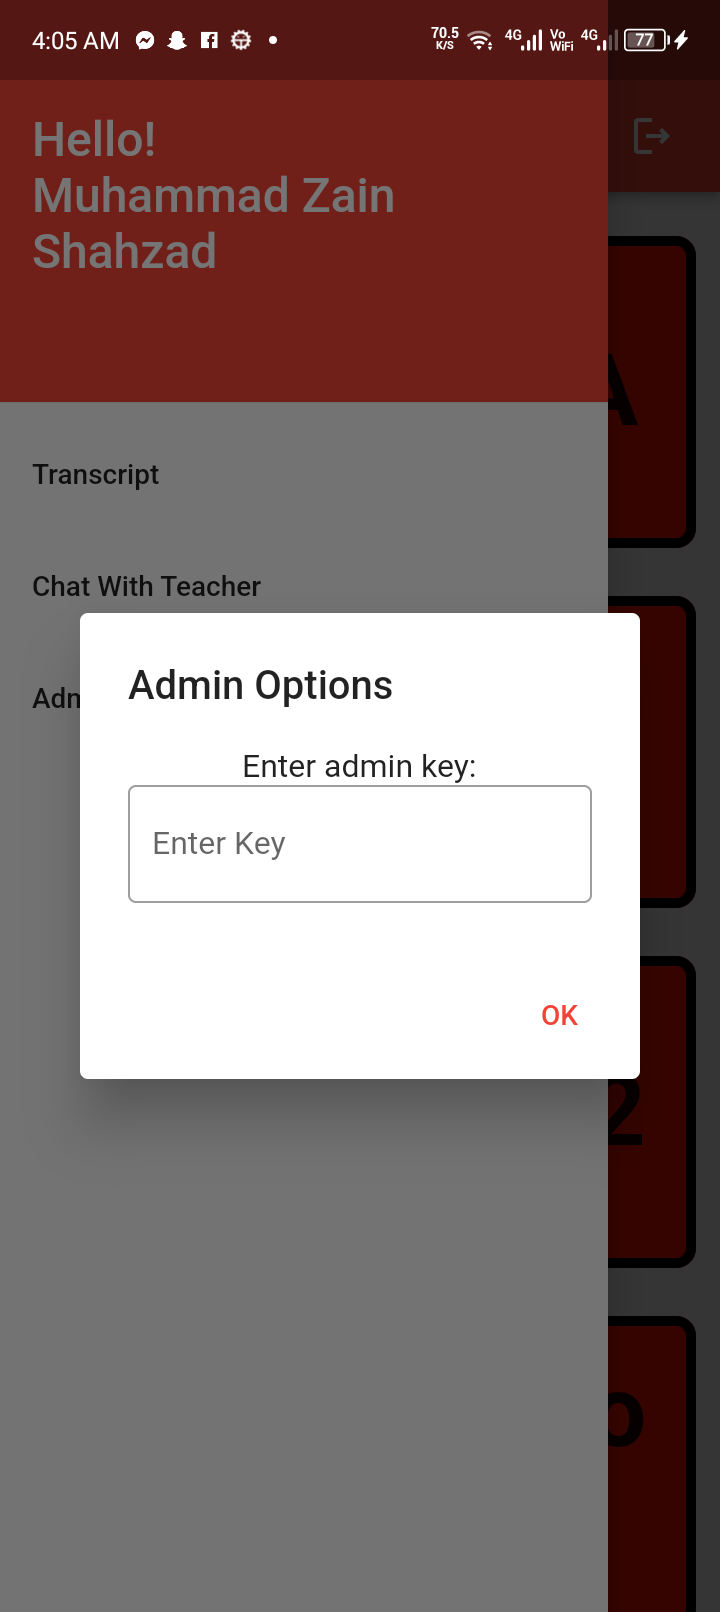 4:05 AM
70.5
K/S
4G
Vo
WiFi
4G
77
Hello!
Muhammad Zain
Shahzad
A
Transcript
Chat With Teacher
Adm
Admin Options
Enter admin key:
Enter Key
OK
2